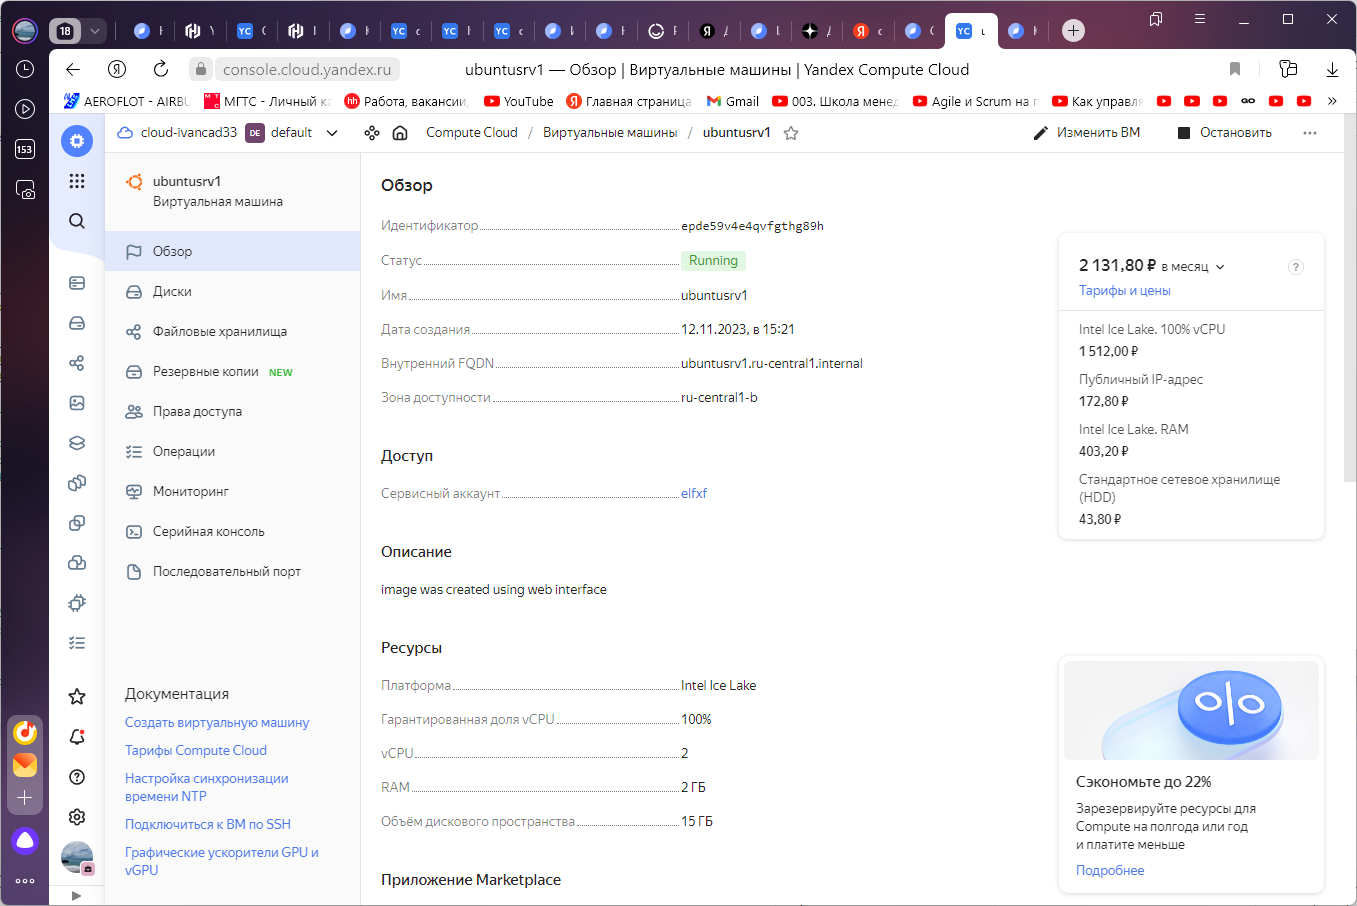 18
ubuntusrv1 — Обзор | Виртуальные машины | Yandex Compute Cloud
console.cloud.yandex.ru
AEROFLOT - AIRBU
МГТС - Личный ка
Работа, вакансии,
YouTube
Главная страница
Gmail
003. Школа менед
Agile и Scrum на п
Как управля
153
cloud-ivancad33
DE
default
Compute Cloud / Виртуальные машины / ubuntusrv1
Изменить ВМ
Остановить
ubuntusrv1
Виртуальная машина
Обзор
Диски
Файловые хранилища
Резервные копии NEW
Права доступа
Операции
Мониторинг
Серийная консоль
Последовательный порт
Документация
Создать виртуальную машину
Тарифы Compute Cloud
Настройка синхронизации
времени NTP
Подключиться к ВМ по SSH
Графические ускорители GPU и
vGPU
Обзор
Идентификатор epde59v4e4qvfgthg89h
Статус Running
Имя ubuntusrv1
Дата создания 12.11.2023, в 15:21
Внутренний FQDN ubuntusrv1.ru-central1.internal
Зона доступности ru-central1-b
Доступ
Сервисный аккаунт elfxf
Описание
image was created using web interface
Ресурсы
Платформа Intel Ice Lake
Гарантированная доля vCPU 100%
vCPU 2
RAM 2 ГБ
Объём дискового пространства 15 ГБ
Приложение Marketplace
2 131,80 ₽ в месяц
?
Тарифы и цены
Intel Ice Lake. 100% vCPU
1 512,00 ₽
Публичный IP-адрес
172,80 ₽
Intel Ice Lake. RAM
403,20 ₽
Стандартное сетевое хранилище
(HDD)
43,80 ₽
%
Сэкономьте до 22%
Зарезервируйте ресурсы для
Compute на полгода или год
и платите меньше
Подробнее